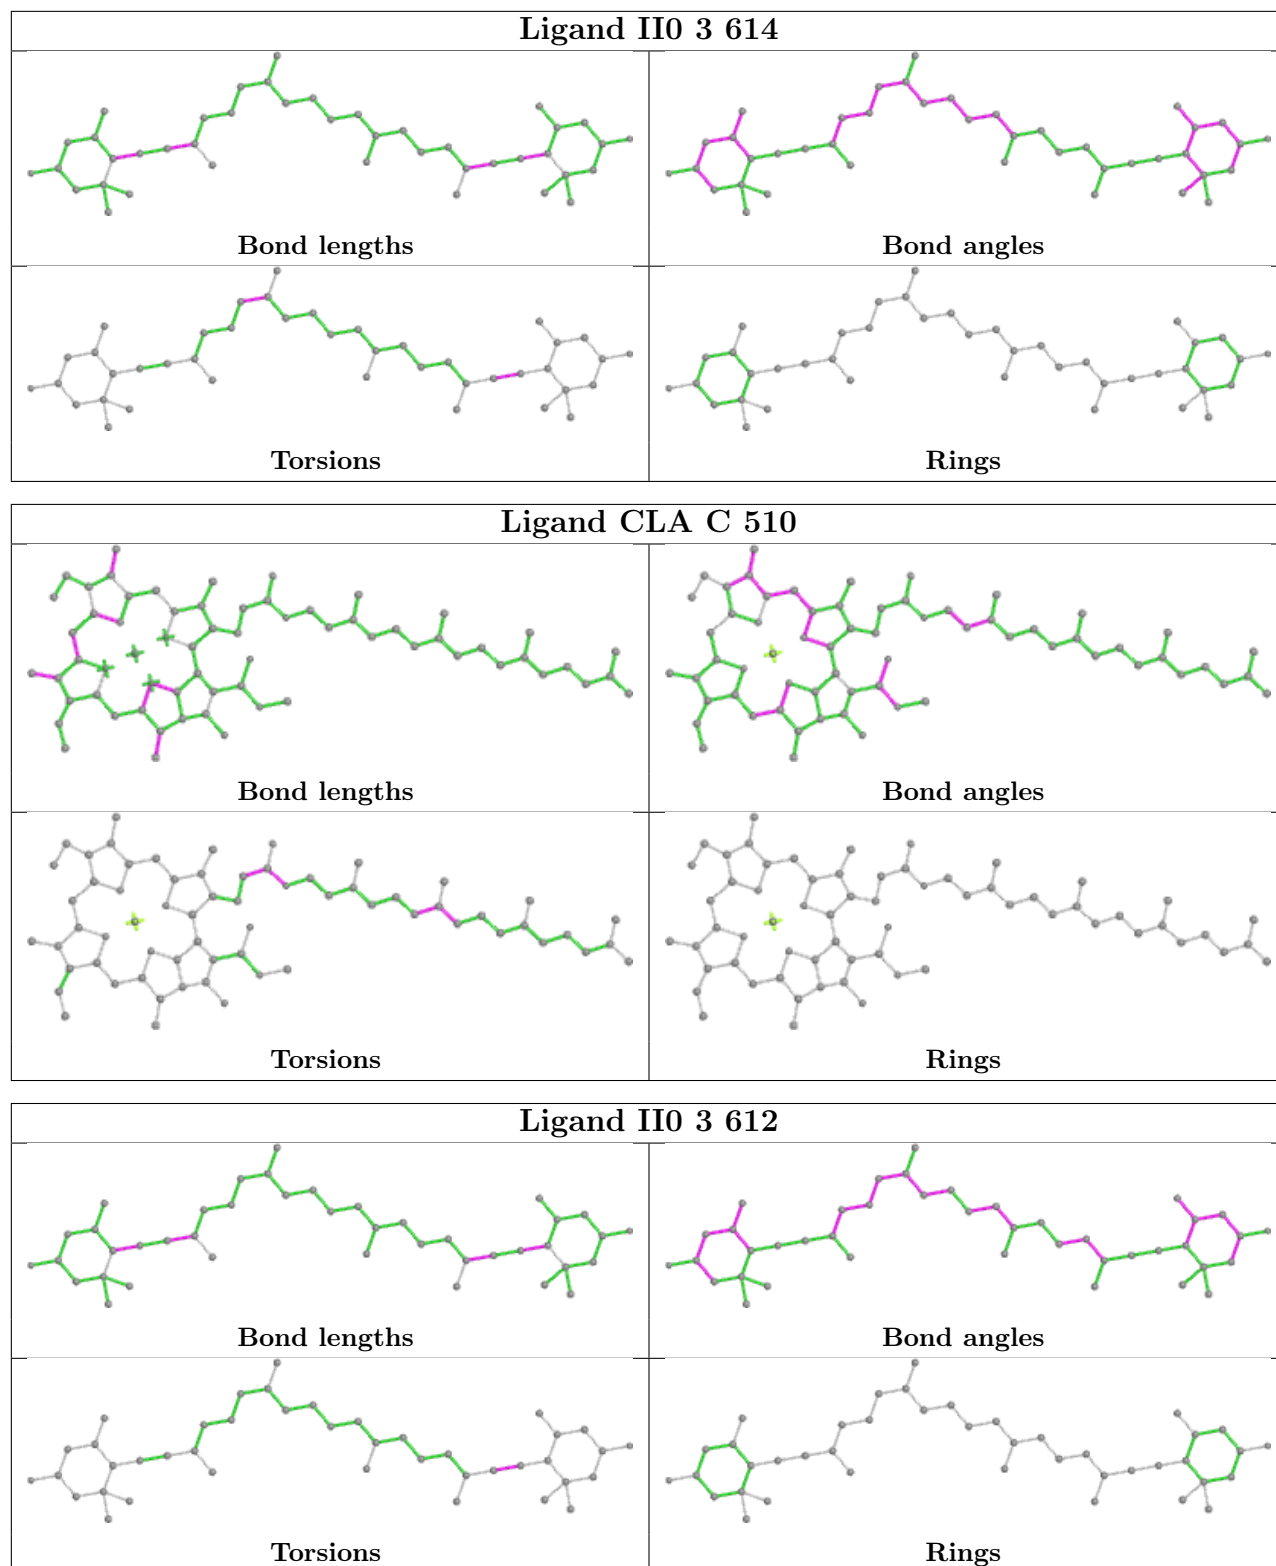 Ligand II0 3 614
Bond lengths
Bond angles
Torsions
Rings
Ligand CLA C 510
Bond lengths
Bond angles
Torsions
Rings
Ligand II0 3 612
Bond lengths
Bond angles
Torsions
Rings